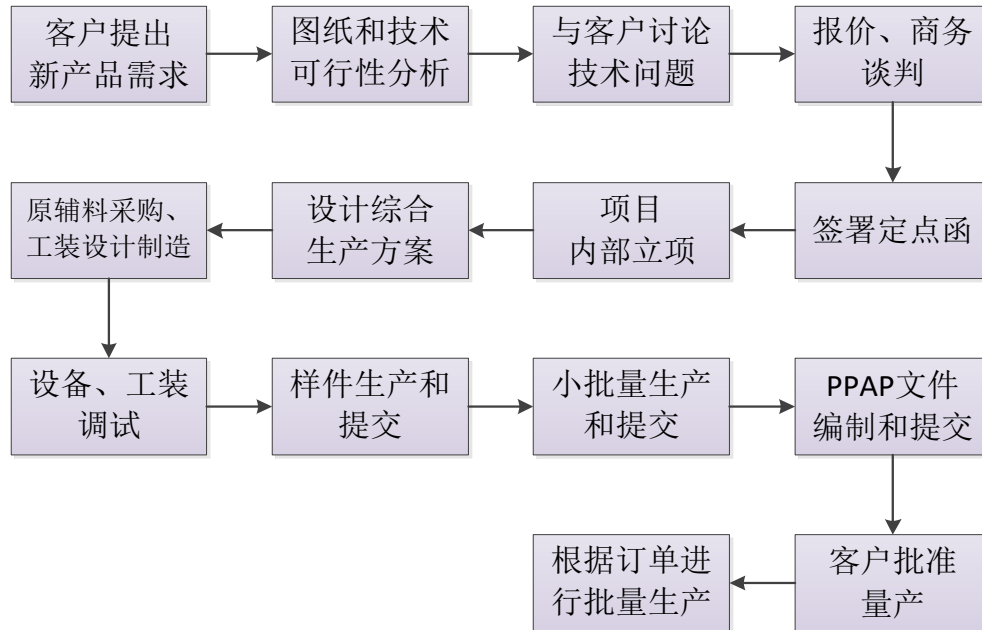 客户提出
新产品需求
图纸和技术
可行性分析
与客户讨论
技术问题
报价、商务
谈判
签署定点函
项目
内部立项
设计综合
生产方案
原辅料采购、
工装设计制造
设备、工装
调试
样件生产和
提交
小批量生产
和提交
PPAP文件
编制和提交
客户批准
量产
根据订单进
行批量生产